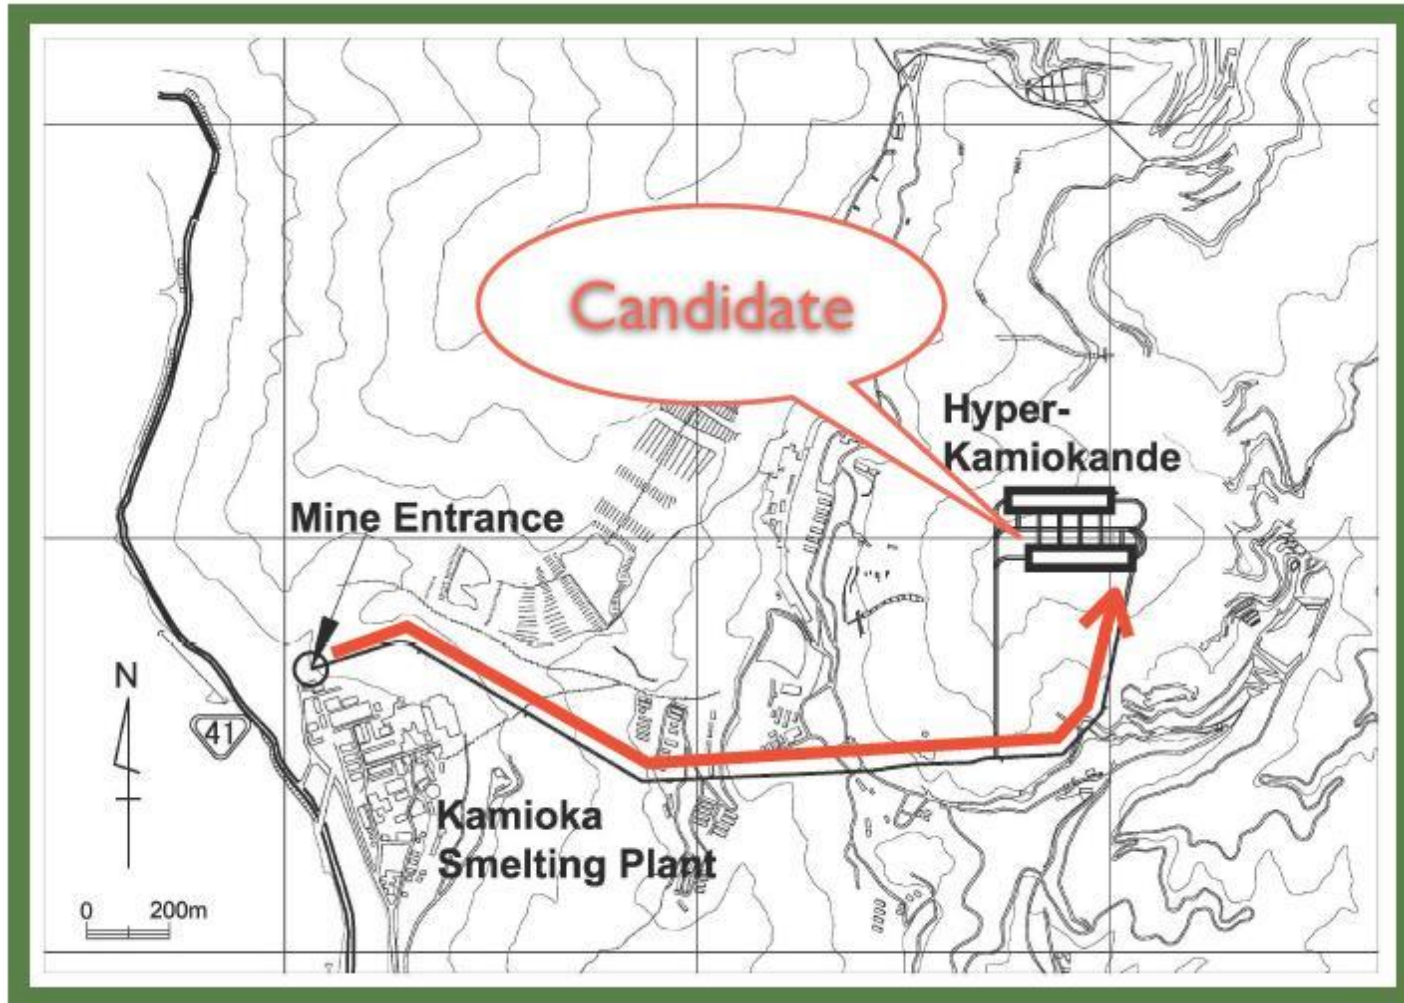 Candidate
Hyper-
Kamiokande
Mine Entrance
N
41
Kamioka
Smelting Plant
0 200m